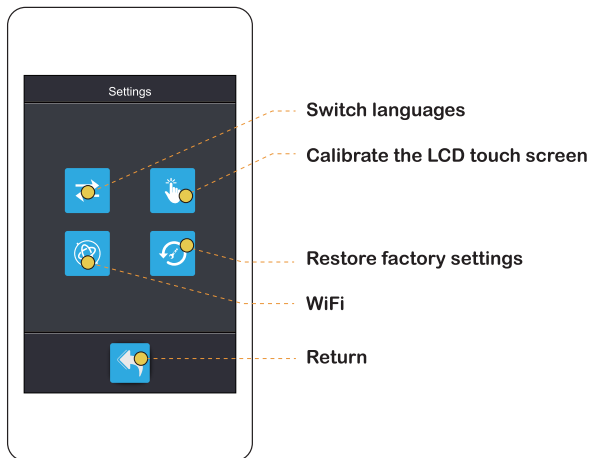 Settings
Switch languages
Calibrate the LCD touch screen
Restore factory settings
WiFi
Return